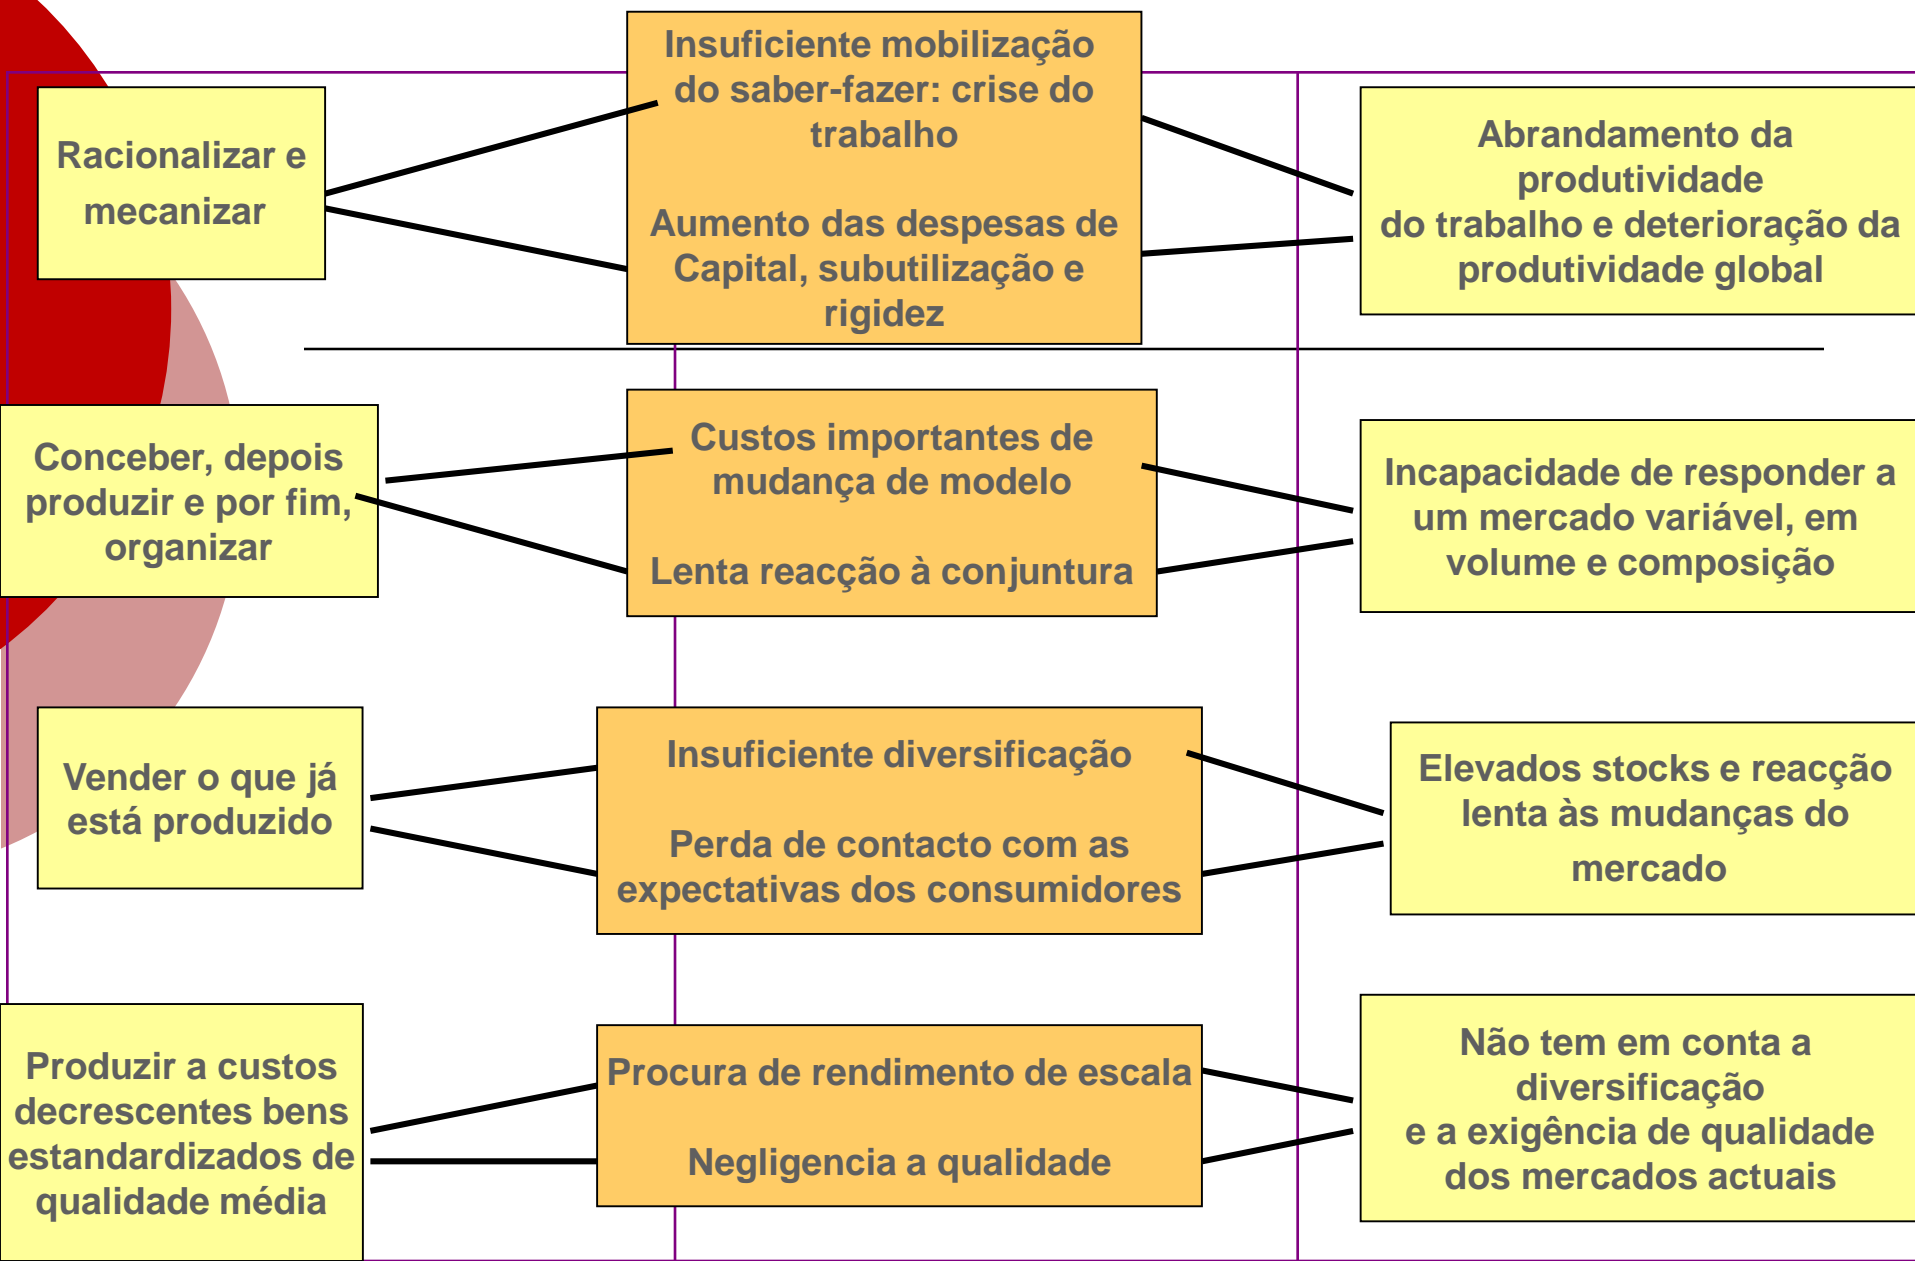 Racionalizar e
mecanizar
Insuficiente mobilização
do saber-fazer: crise do
trabalho
Aumento das despesas de
Capital, subutilização e
rigidez
Abrandamento da
produtividade
do trabalho e deterioração da
produtividade global
Conceber, depois
produzir e por fim,
organizar
Custos importantes de
mudança de modelo
Lenta reacção à conjuntura
Incapacidade de responder a
um mercado variável, em
volume e composição
Vender o que já
está produzido
Insuficiente diversificação
Perda de contacto com as
expectativas dos consumidores
Elevados stocks e reacção
lenta às mudanças do
mercado
Produzir a custos
decrescentes bens
estandardizados de
qualidade média
Procura de rendimento de escala
Negligencia a qualidade
Não tem em conta a
diversificação
e a exigência de qualidade
dos mercados actuais